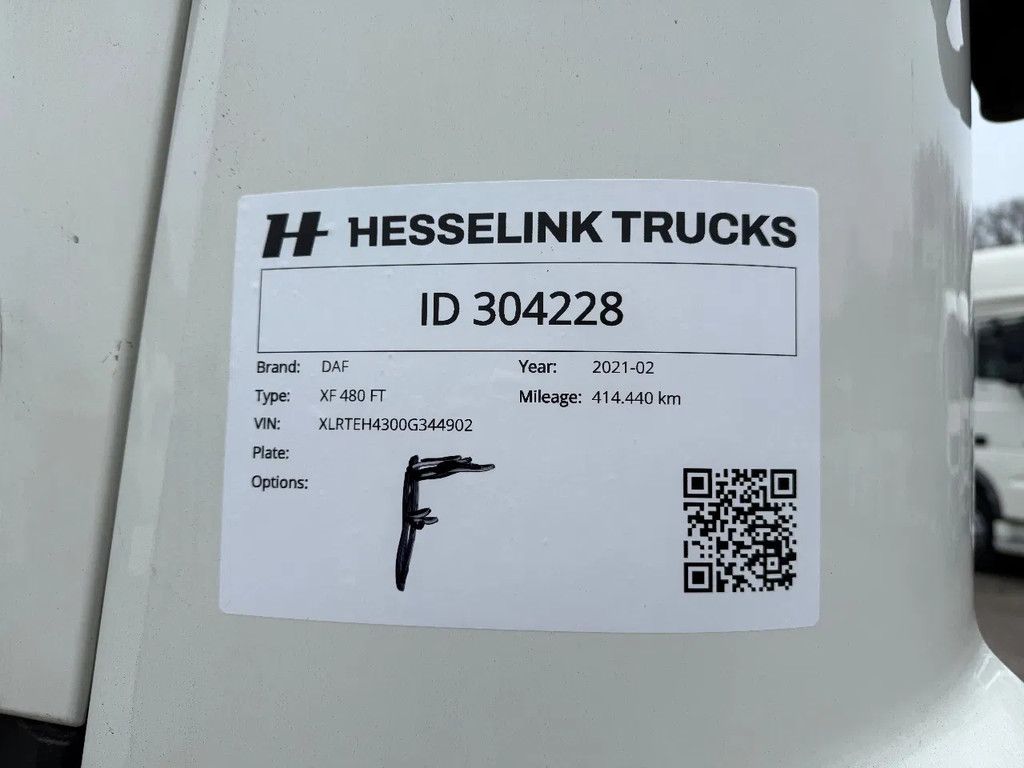 H HESSELINK TRUCKS
ID 304228
Brand: DAF Year: 2021-02
Type: XF 480 FT Mileage: 414.440 km
VIN: XLRTEH4300G344902
Plate:
Options:
F